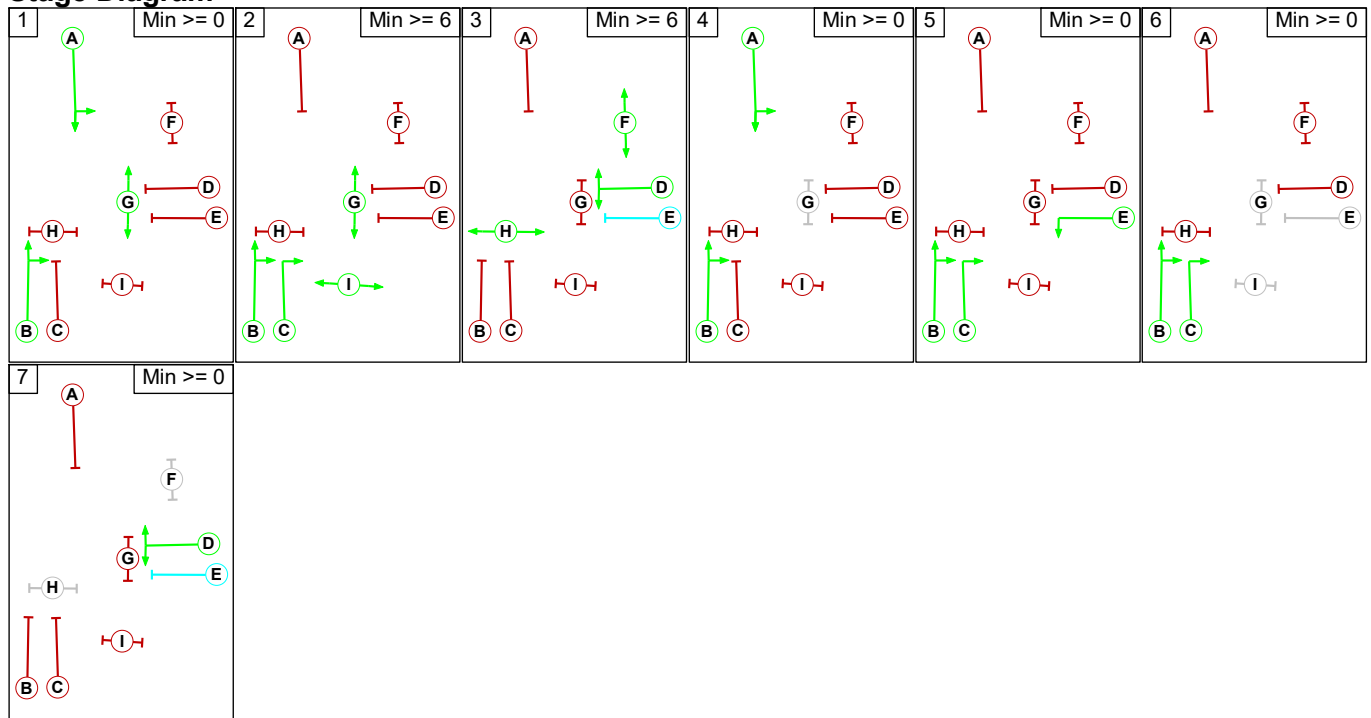 Stage Diagram
1 Min >= 0
A
F
D
G
E
H
I
B C
2 Min >= 6
A
F
D
G
E
H
I
B C
3 Min >= 6
A
F
D
G
E
H
I
B C
4 Min >= 0
A
F
D
G
E
H
I
B C
5 Min >= 0
A
F
D
G
E
H
I
B C
6 Min >= 0
A
F
D
G
E
H
I
B C
7 Min >= 0
A
F
D
G
E
H
I
B C